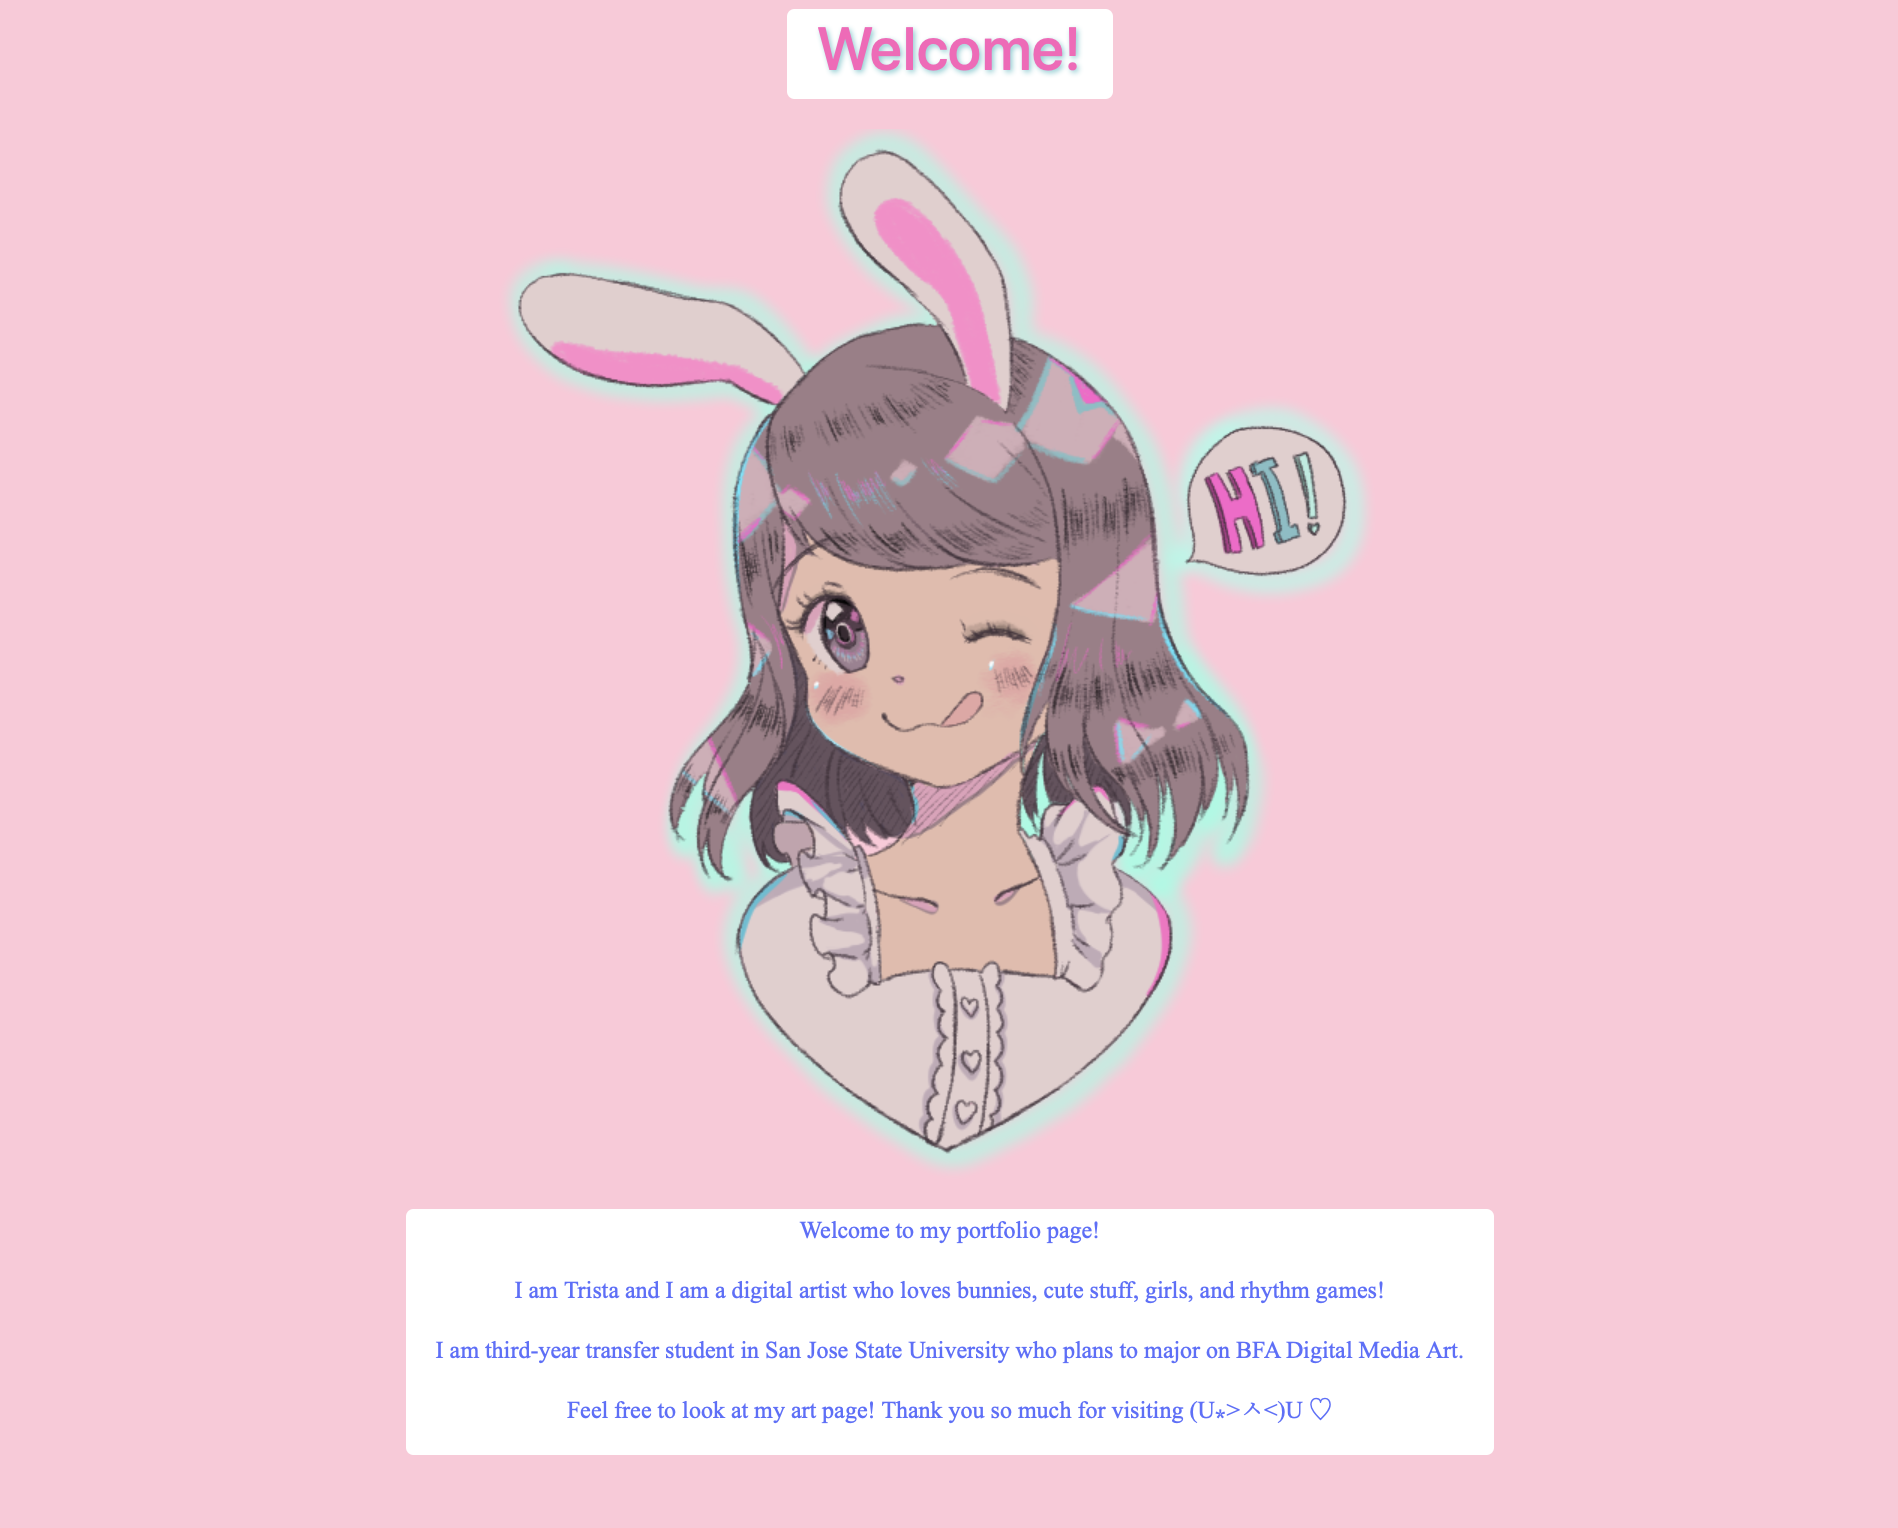 Welcome!
HI!
Welcome to my portfolio page!
I am Trista and I am a digital artist who loves bunnies, cute stuff, girls, and rhythm games!
I am third-year transfer student in San Jose State University who plans to major on BFA Digital Media Art.
Feel free to look at my art page! Thank you so much for visiting (U⁎˃ㅅ˂)U ♡